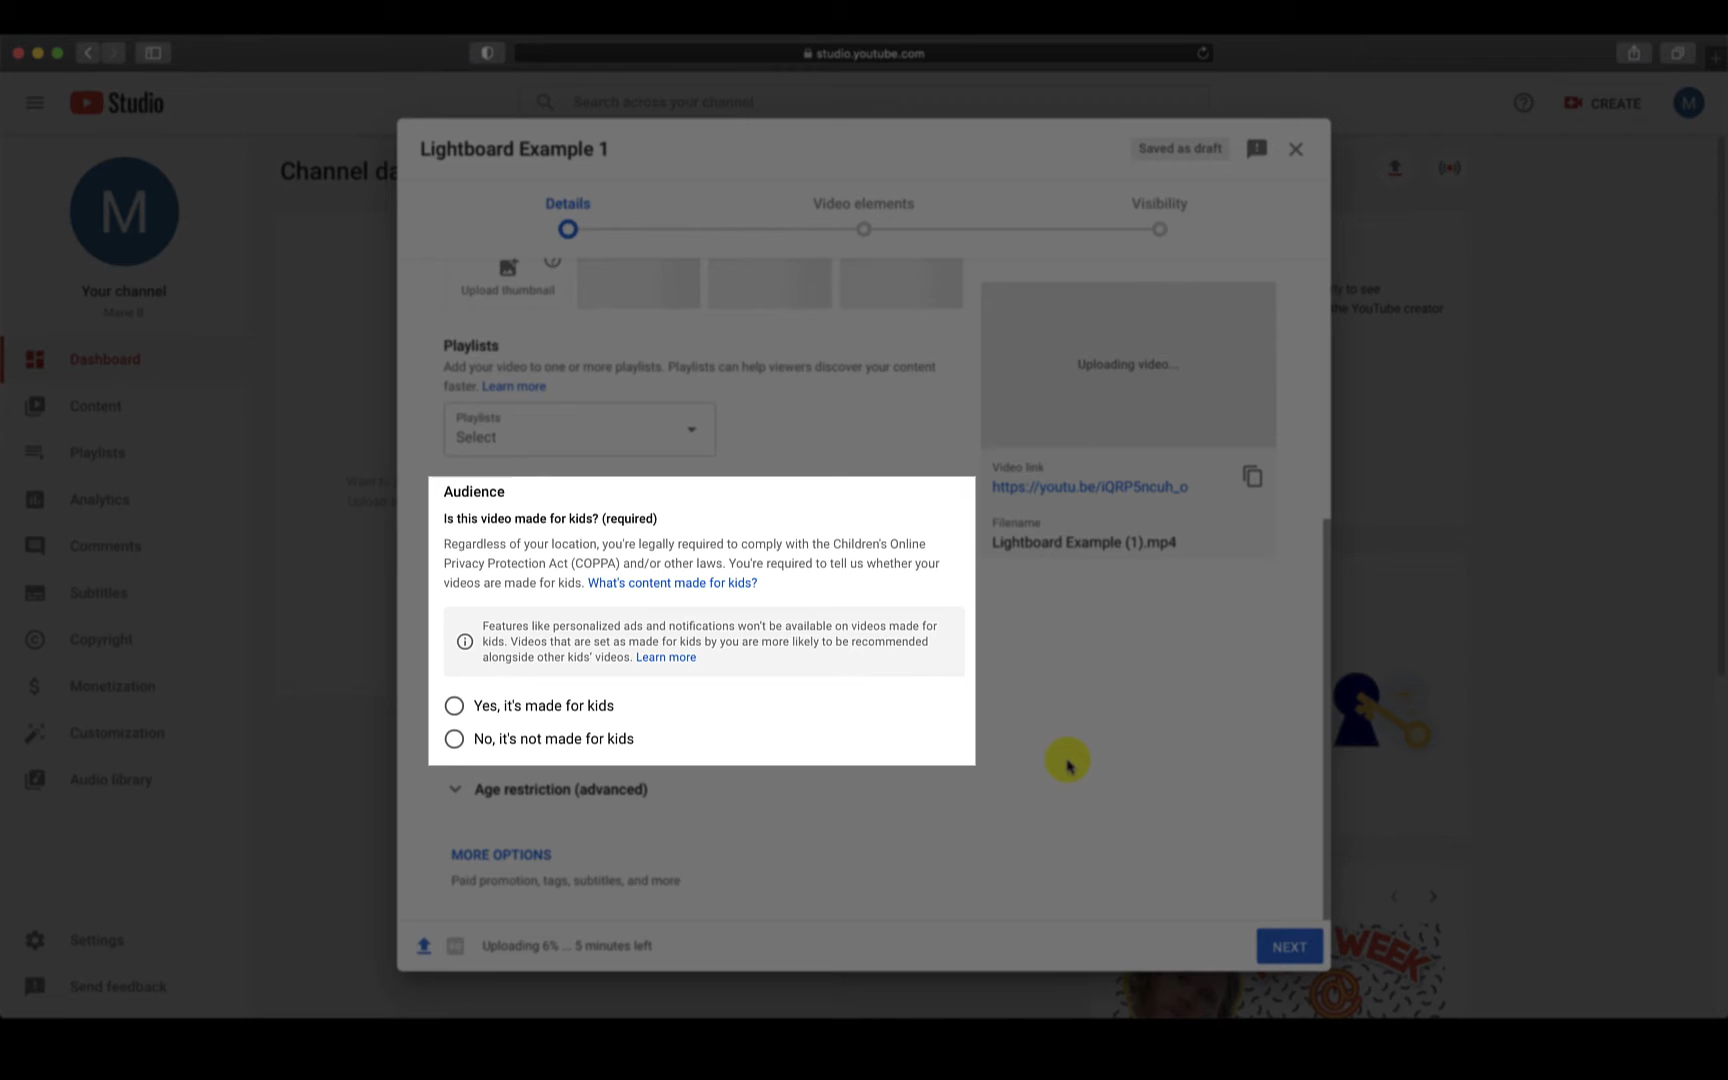 studio.youtube.com
Studio
Search across your channel
CREATE
M
M
Your channel
Dashboard
Content
Playlists
Analytics
Comments
Subtitles
Copyright
Monetization
Customization
Audio library
Settings
Send feedback
Channel da
Lightboard Example 1
Saved as draft
Details
Video elements
Visibility
Upload thumbnail
Playlists
Add your video to one or more playlists. Playlists can help viewers discover your content
faster. Learn more
Playlists
Select
Audience
Is this video made for kids? (required)
Regardless of your location, you're legally required to comply with the Children's Online
Privacy Protection Act (COPPA) and/or other laws. You're required to tell us whether your
videos are made for kids. What's content made for kids?
Features like personalized ads and notifications won't be available on videos made for
kids. Videos that are set as made for kids by you are more likely to be recommended
alongside other kids' videos. Learn more
Yes, it's made for kids
No, it's not made for kids
Age restriction (advanced)
MORE OPTIONS
Paid promotion, tags, subtitles, and more
Uploading 6% ... 5 minutes left
NEXT
Uploading video...
Video link
https://youtu.be/iQRP5ncuh_o
Filename
Lightboard Example (1).mp4
to see
the YouTube creator
WEEK